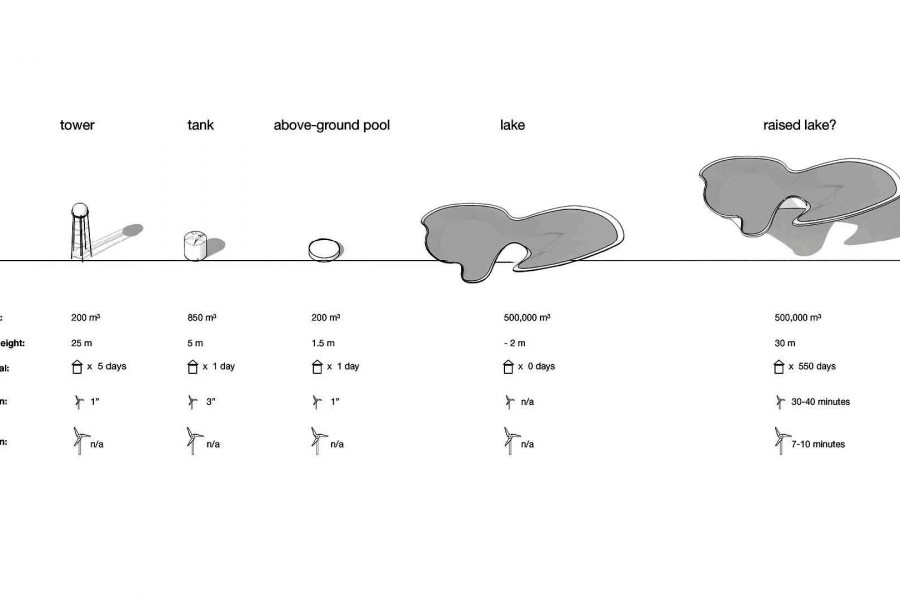 tower tank above-ground pool lake raised lake?
: 200 m³ 850 m³ 200 m³ 500,000 m³ 500,000 m³
eight: 25 m 5 m 1.5 m - 2 m 30 m
al: x 5 days x 1 day x 1 day x 0 days x 550 days
n: 1” 3” 1” n/a 30-40 minutes
n: n/a n/a n/a n/a 7-10 minutes